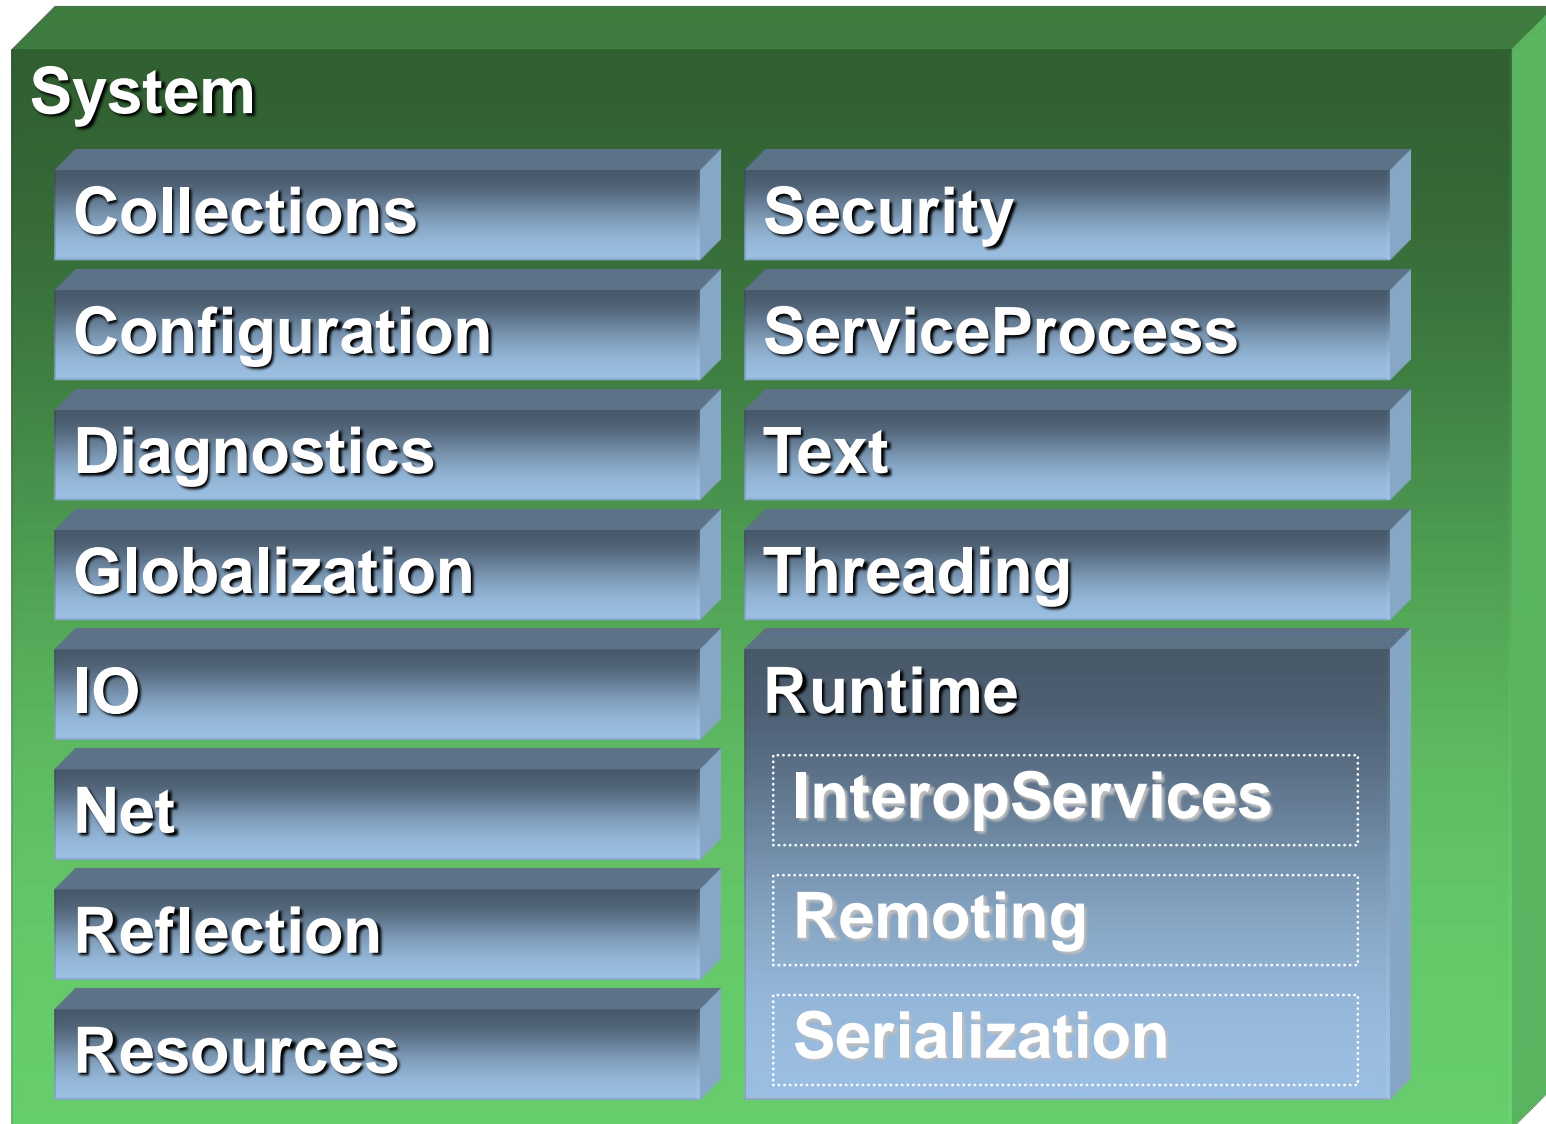 System
Collections
Configuration
Diagnostics
Globalization
IO
Net
Reflection
Resources
Security
ServiceProcess
Text
Threading
Runtime
InteropServices
Remoting
Serialization